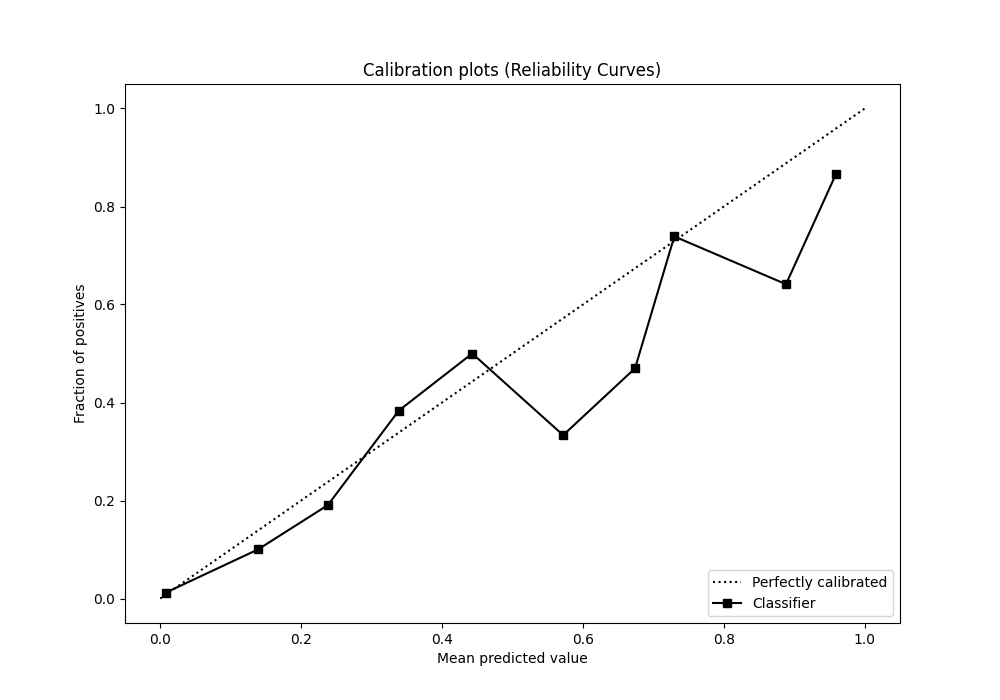 Calibration plots (Reliability Curves)
1.0
0.8
0.6
0.4
0.2
0.0
Fraction of positives
Perfectly calibrated
Classifier
0.0 0.2 0.4 0.6 0.8 1.0
Mean predicted value